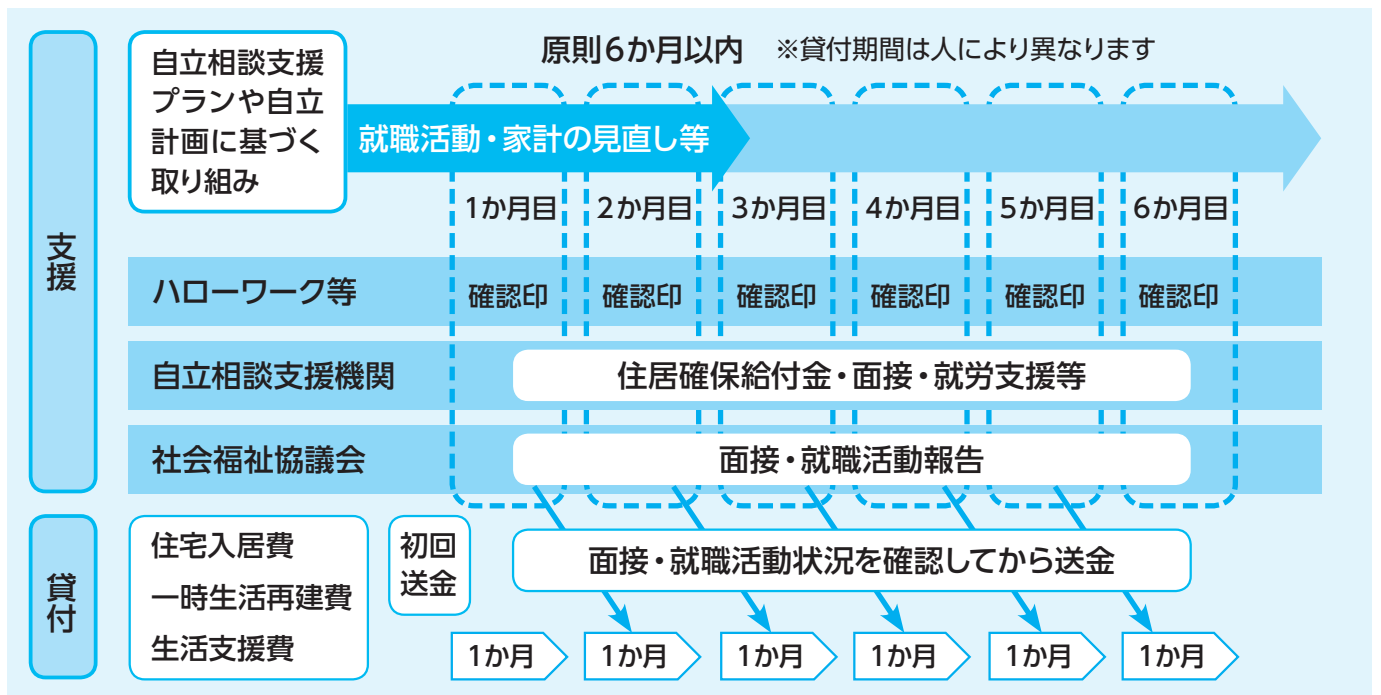 支援
自立相談支援
プランや自立
計画に基づく
取り組み
原則6か月以内 ※貸付期間は人により異なります
就職活動・家計の見直し等
1か月目 2か月目 3か月目 4か月目 5か月目 6か月目
ハローワーク等 確認印 確認印 確認印 確認印 確認印 確認印
自立相談支援機関 住居確保給付金・面接・就労支援等
社会福祉協議会 面接・就職活動報告
貸付
住宅入居費
一時生活再建費
生活支援費
初回
送金
面接・就職活動状況を確認してから送金
1か月 1か月 1か月 1か月 1か月 1か月